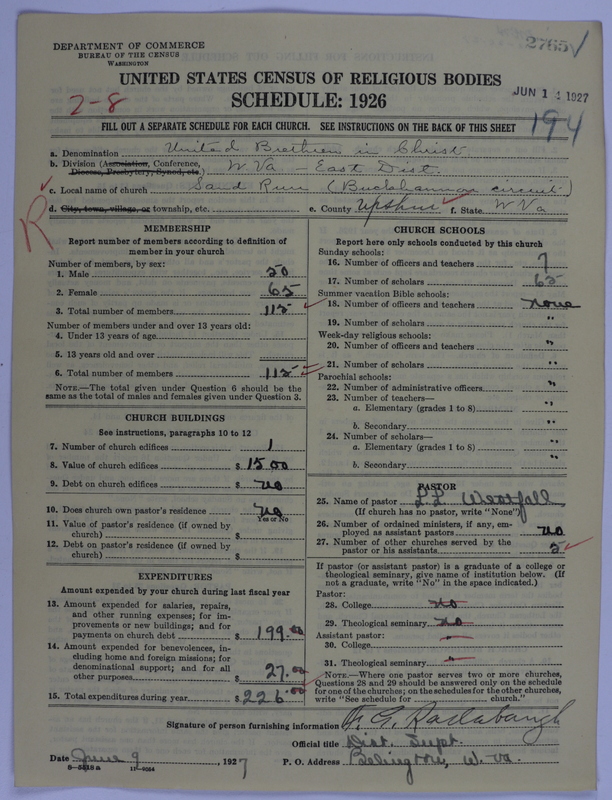 DEPARTMENT OF COMMERCE
BUREAU OF THE CENSUS
WASHINGTON
2765
UNITED STATES CENSUS OF RELIGIOUS BODIES
SCHEDULE: 1926
JUN 14 1927
2-8
194
FILL OUT A SEPARATE SCHEDULE FOR EACH CHURCH. SEE INSTRUCTIONS ON THE BACK OF THIS SHEET
a. Denomination United Brethren in Christ
b. Division (Association, Conference, Diocese, Presbytery, Synod, etc.) W. Va - East Dist.
c. Local name of church Sand Run (Buckhannon circuit)
d. City, town, village, or township, etc. e. County Upshur f. State W Va
R
MEMBERSHIP
Report number of members according to definition of member in your church
Number of members, by sex:
1. Male 50
2. Female 65
3. Total number of members 115
Number of members under and over 13 years old:
4. Under 13 years of age
5. 13 years old and over
6. Total number of members 115
NOTE.—The total given under Question 6 should be the same as the total of males and females given under Question 3.
CHURCH BUILDINGS
See instructions, paragraphs 10 to 12
7. Number of church edifices 1
8. Value of church edifices $ 1500
9. Debt on church edifices $ no
10. Does church own pastor's residence no
Yes or No
11. Value of pastor's residence (if owned by church) $
12. Debt on pastor's residence (if owned by church) $
EXPENDITURES
Amount expended by your church during last fiscal year
13. Amount expended for salaries, repairs, and other running expenses; for improvements or new buildings; and for payments on church debt $ 199.00
14. Amount expended for benevolences, including home and foreign missions; for denominational support; and for all other purposes $ 27.00
15. Total expenditures during year $ 226.00
CHURCH SCHOOLS
Report here only schools conducted by this church
Sunday schools:
16. Number of officers and teachers 7
17. Number of scholars 65
Summer vacation Bible schools:
18. Number of officers and teachers none
19. Number of scholars "
Week-day religious schools:
20. Number of officers and teachers "
21. Number of scholars "
Parochial schools:
22. Number of administrative officers "
23. Number of teachers—
a. Elementary (grades 1 to 8) "
b. Secondary "
24. Number of scholars—
a. Elementary (grades 1 to 8) "
b. Secondary "
PASTOR
25. Name of pastor L.L. Westfall
(If church has no pastor, write "None")
26. Number of ordained ministers, if any, employed as assistant pastors no
27. Number of other churches served by the pastor or his assistants 5
If pastor (or assistant pastor) is a graduate of a college or theological seminary, give name of institution below. (If not a graduate, write "No" in the space indicated.)
Pastor:
28. College no
29. Theological seminary no
Assistant pastor:
30. College
31. Theological seminary
NOTE.—Where one pastor serves two or more churches, Questions 28 and 29 should be answered only on the schedule for one of the churches; on the schedules for the other churches, write "See schedule for church."
Signature of person furnishing information F. G. Radabaugh
Official title Dist. Supt.
Date June 9, 1927 P. O. Address Belington, W. Va.